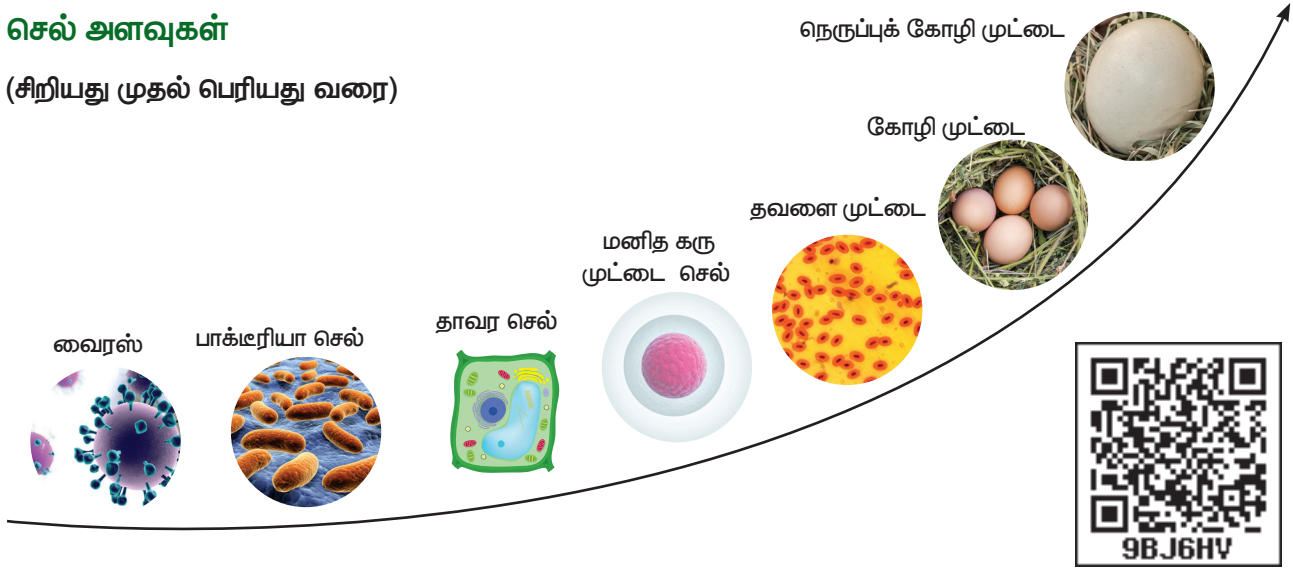 செல் அளவுகள்
(சிறியது முதல் பெரியது வரை)
வைரஸ்
பாக்டீரியா செல்
தாவர செல்
மனித கரு
முட்டை செல்
தவளை முட்டை
கோழி முட்டை
நெருப்புக் கோழி முட்டை
9BJ6HV